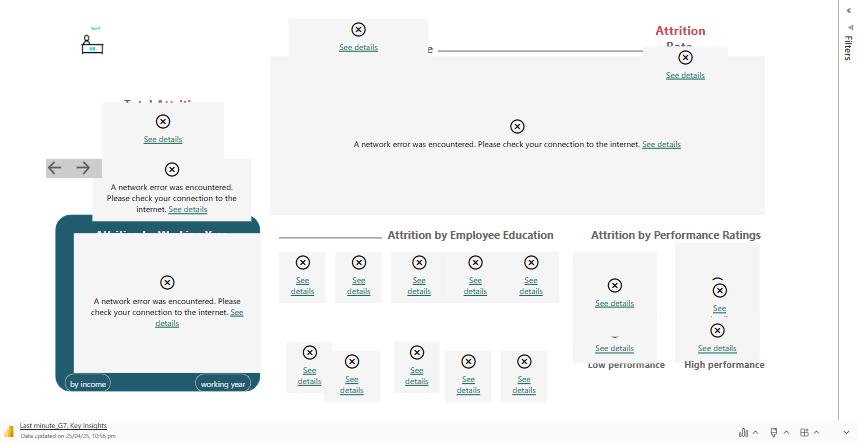 Attrition
See details
See details
See details
A network error was encountered. Please check your connection to the internet. See details
A network error was encountered.
Please check your connection to the
internet. See details
Attrition by Employee Education
Attrition by Performance Ratings
See
details
See
details
See
details
See
details
See
details
See details
See
A network error was encountered. Please
check your connection to the internet. See
details
See details
See details
Low performance
High performance
See
details
See
details
See
details
See
details
See
details
by income
working year
Filters
Last minute_G7, Key Insights
Data updated on 25/04/25, 10:56 pm